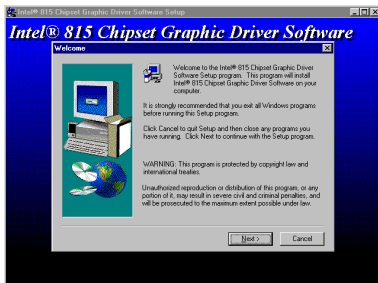 Intel® 815 Chipset Graphic Driver Software Setup
Intel® 815 Chipset Graphic Driver Software
Welcome
Welcome to the Intel® 815 Chipset Graphic Driver
Software Setup program. This program will install
Intel® 815 Chipset Graphic Driver Software on your
computer.
It is strongly recommended that you exit all Windows programs
before running this Setup program.
Click Cancel to quit Setup and then close any programs you
have running. Click Next to continue with the Setup program.
WARNING: This program is protected by copyright law and
international treaties.
Unauthorized reproduction or distribution of this program, or any
portion of it, may result in severe civil and criminal penalties, and
will be prosecuted to the maximum extent possible under law.
Next >
Cancel